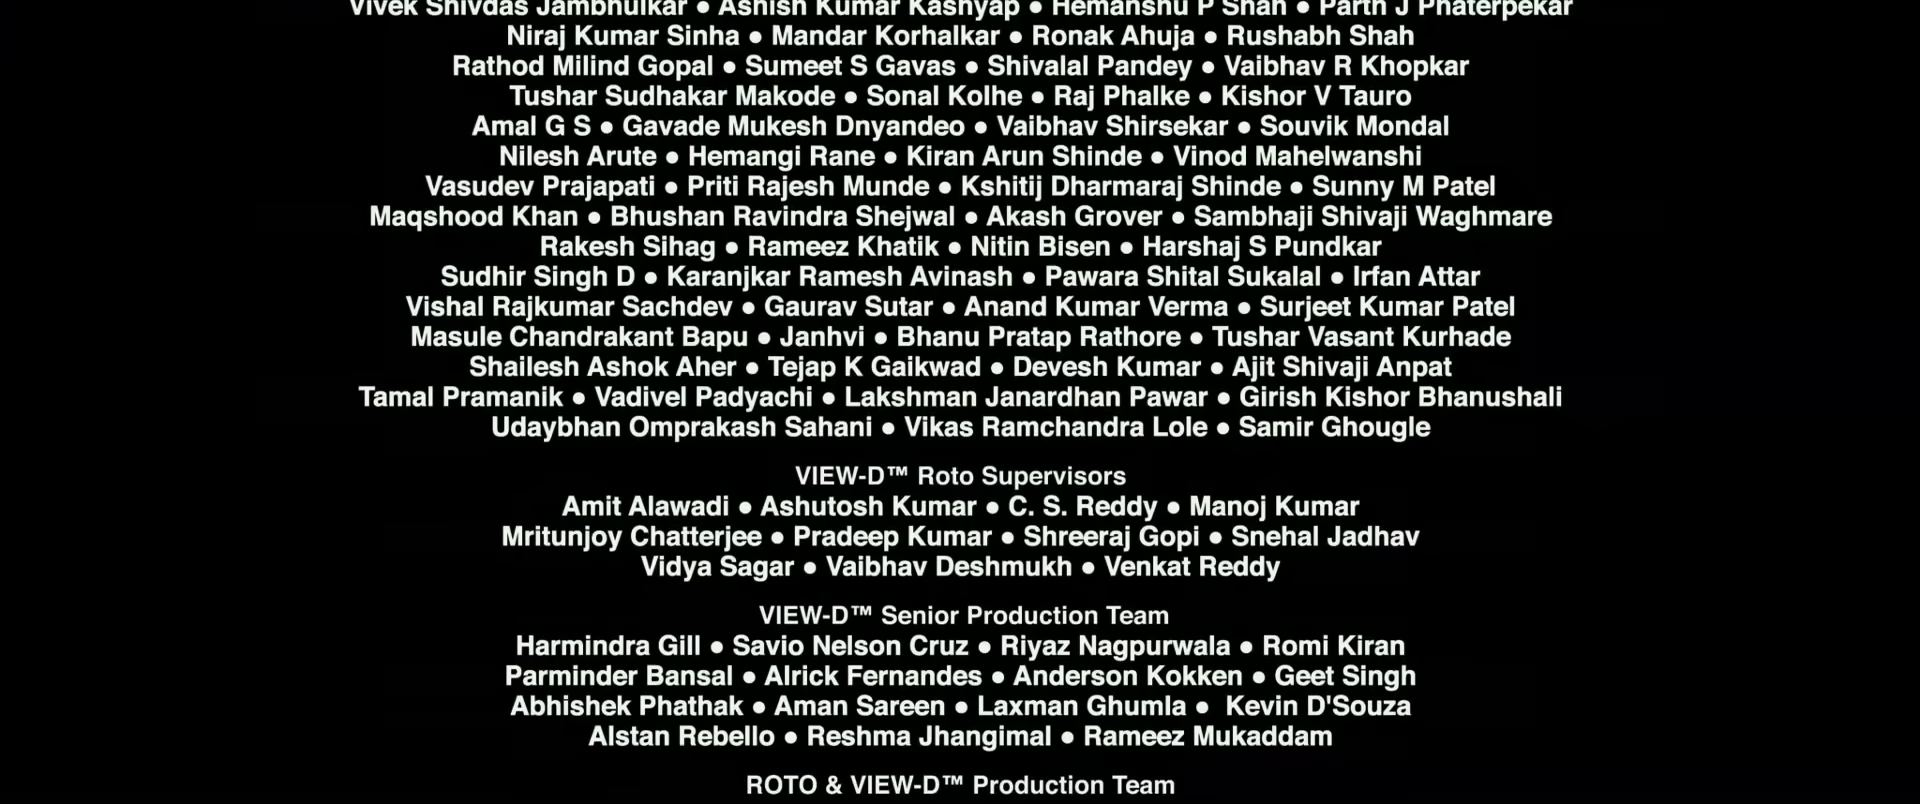 Vivek Shivdas Jambhulkar ● Ashish Kumar Kashyap ● Hemanshu P Shah ● Parth J Phaterpekar
Niraj Kumar Sinha ● Mandar Korhalkar ● Ronak Ahuja ● Rushabh Shah
Rathod Milind Gopal ● Sumeet S Gavas ● Shivalal Pandey ● Vaibhav R Khopkar
Tushar Sudhakar Makode ● Sonal Kolhe ● Raj Phalke ● Kishor V Tauro
Amal G S ● Gavade Mukesh Dnyandeo ● Vaibhav Shirsekar ● Souvik Mondal
Nilesh Arute ● Hemangi Rane ● Kiran Arun Shinde ● Vinod Mahelwanshi
Vasudev Prajapati ● Priti Rajesh Munde ● Kshitij Dharmaraj Shinde ● Sunny M Patel
Maqshood Khan ● Bhushan Ravindra Shejwal ● Akash Grover ● Sambhaji Shivaji Waghmare
Rakesh Sihag ● Rameez Khatik ● Nitin Bisen ● Harshaj S Pundkar
Sudhir Singh D ● Karanjkar Ramesh Avinash ● Pawara Shital Sukalal ● Irfan Attar
Vishal Rajkumar Sachdev ● Gaurav Sutar ● Anand Kumar Verma ● Surjeet Kumar Patel
Masule Chandrakant Bapu ● Janhvi ● Bhanu Pratap Rathore ● Tushar Vasant Kurhade
Shailesh Ashok Aher ● Tejap K Gaikwad ● Devesh Kumar ● Ajit Shivaji Anpat
Tamal Pramanik ● Vadivel Padyachi ● Lakshman Janardhan Pawar ● Girish Kishor Bhanushali
Udaybhan Omprakash Sahani ● Vikas Ramchandra Lole ● Samir Ghougle
VIEW-D™ Roto Supervisors
Amit Alawadi ● Ashutosh Kumar ● C. S. Reddy ● Manoj Kumar
Mritunjoy Chatterjee ● Pradeep Kumar ● Shreeraj Gopi ● Snehal Jadhav
Vidya Sagar ● Vaibhav Deshmukh ● Venkat Reddy
VIEW-D™ Senior Production Team
Harmindra Gill ● Savio Nelson Cruz ● Riyaz Nagpurwala ● Romi Kiran
Parminder Bansal ● Alrick Fernandes ● Anderson Kokken ● Geet Singh
Abhishek Phathak ● Aman Sareen ● Laxman Ghumla ● Kevin D'Souza
Alstan Rebello ● Reshma Jhangimal ● Rameez Mukaddam
ROTO & VIEW-D™ Production Team